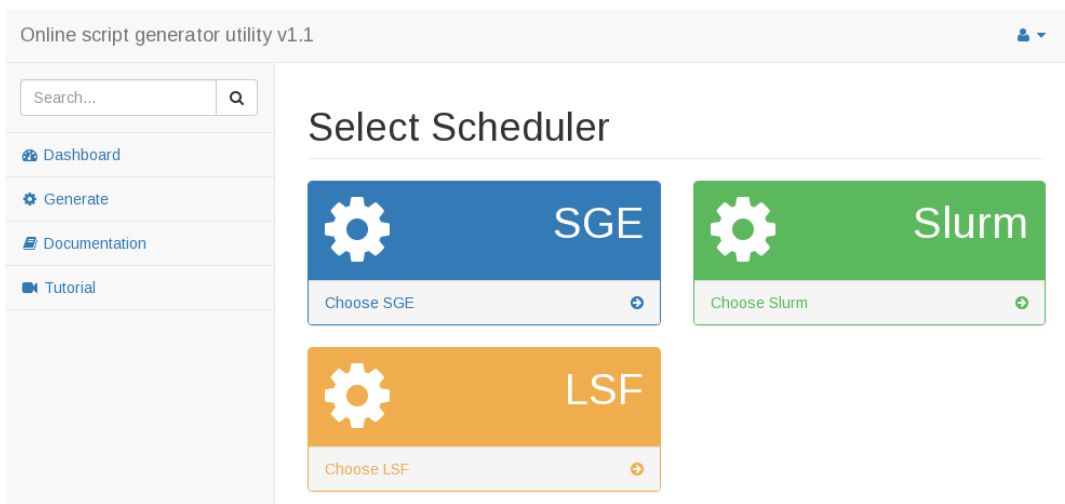 Online script generator utility v1.1
Search...
Dashboard
Generate
Documentation
Tutorial
Select Scheduler
SGE
Choose SGE
Slurm
Choose Slurm
LSF
Choose LSF